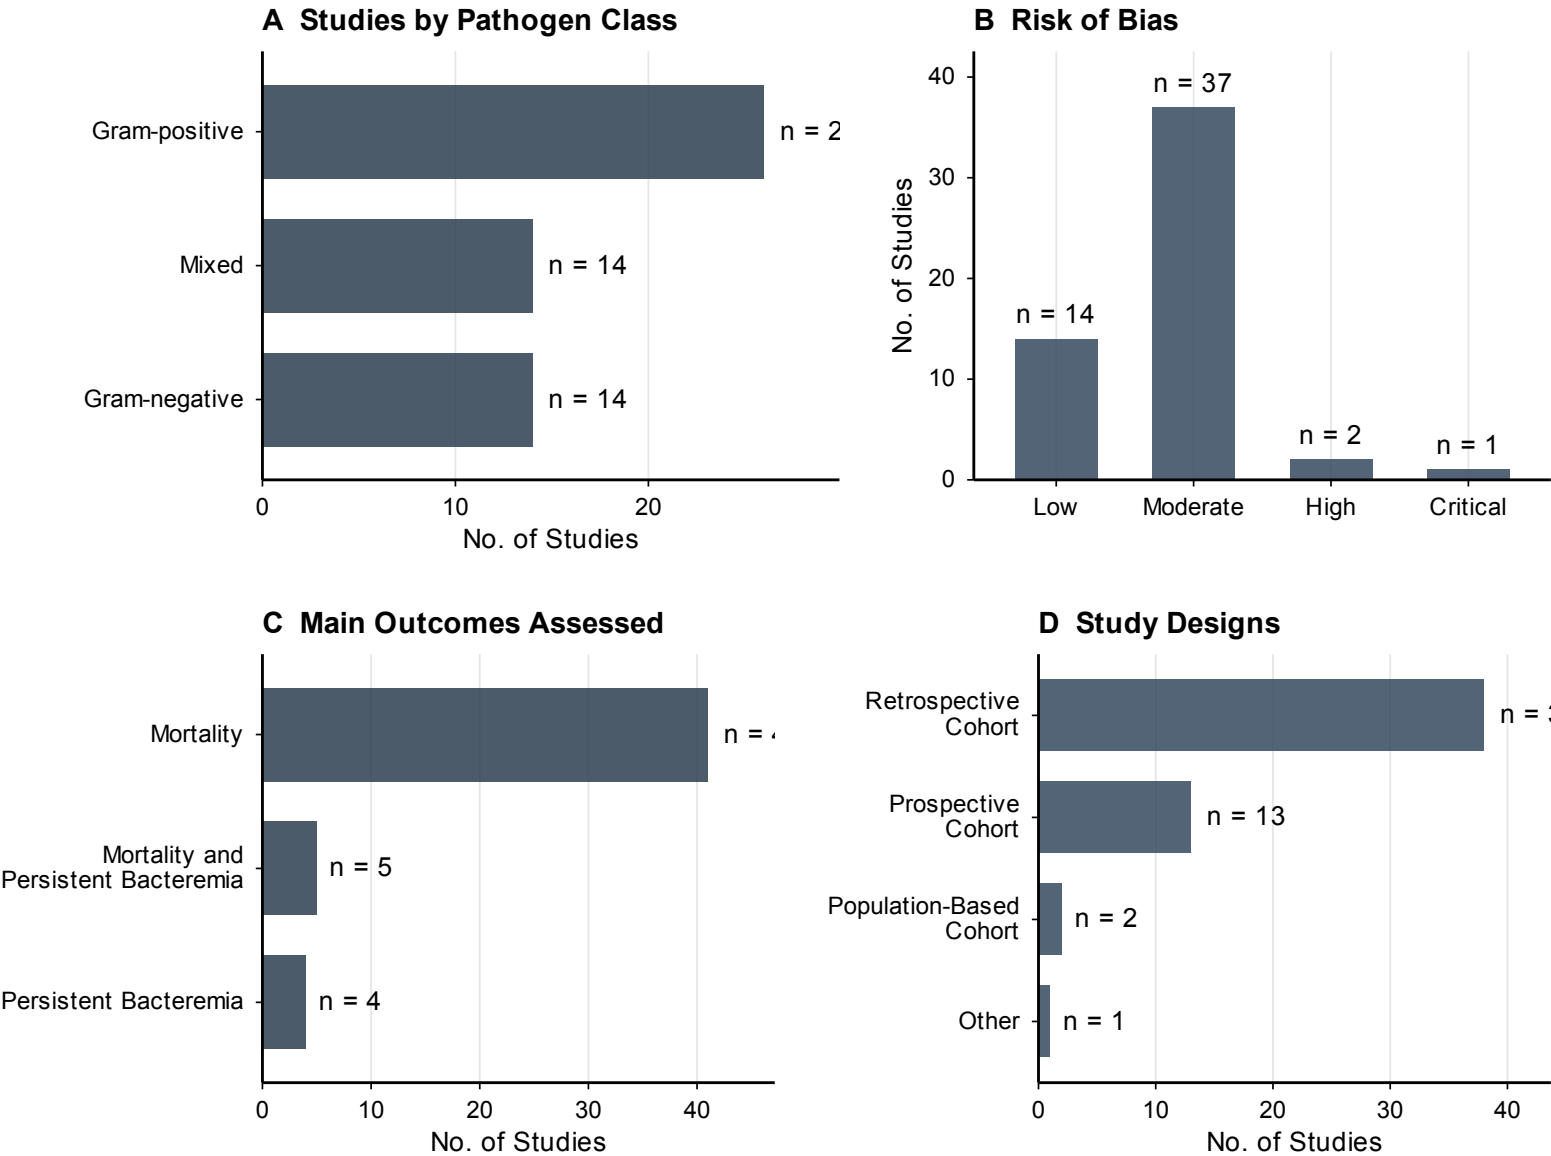 A Studies by Pathogen Class
Gram-positive
n = 2
Mixed
n = 14
Gram-negative
n = 14
0 10 20
No. of Studies
B Risk of Bias
No. of Studies
40
30
20
10
0
n = 14
n = 37
n = 2
n = 1
Low Moderate High Critical
C Main Outcomes Assessed
Mortality
n =
Mortality and
Persistent Bacteremia
n = 5
Persistent Bacteremia
n = 4
0 10 20 30 40
No. of Studies
D Study Designs
Retrospective
Cohort
n =
Prospective
Cohort
n = 13
Population-Based
Cohort
n = 2
Other
n = 1
0 10 20 30 40
No. of Studies